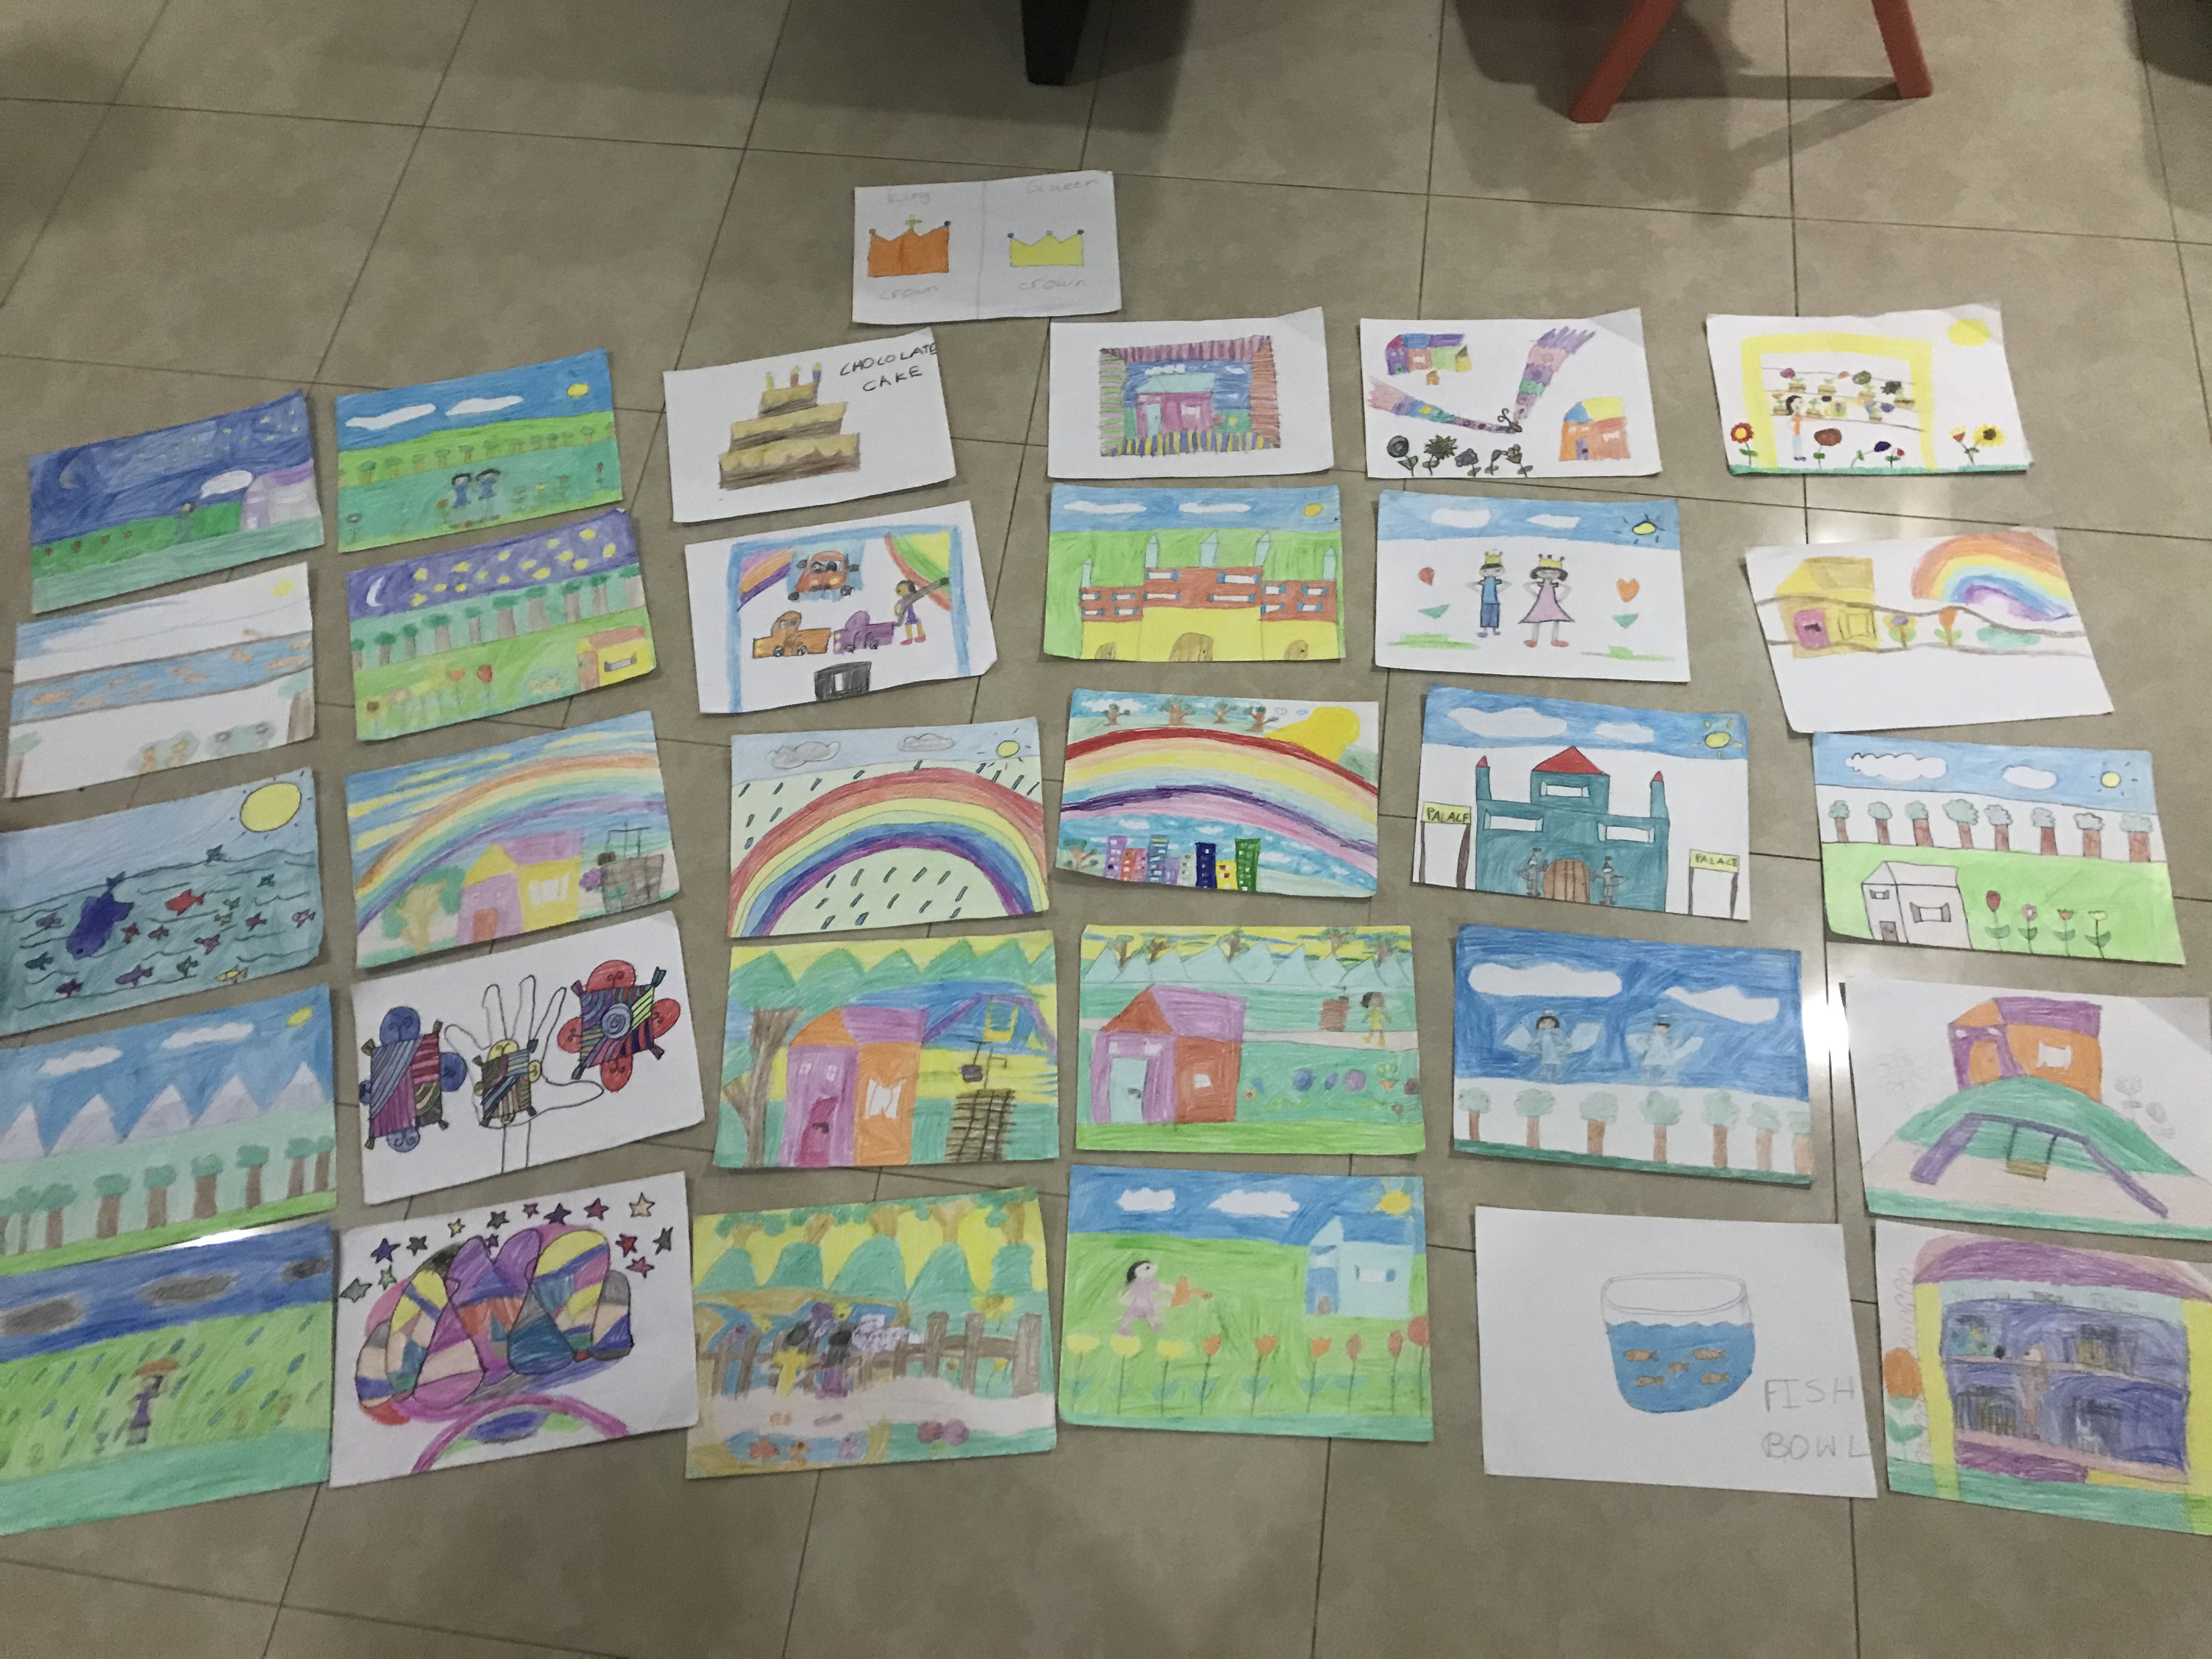 King
Queen
crown
crown
CHOCOLATE
CAKE
PALACE
PALACE
FISH
BOWL